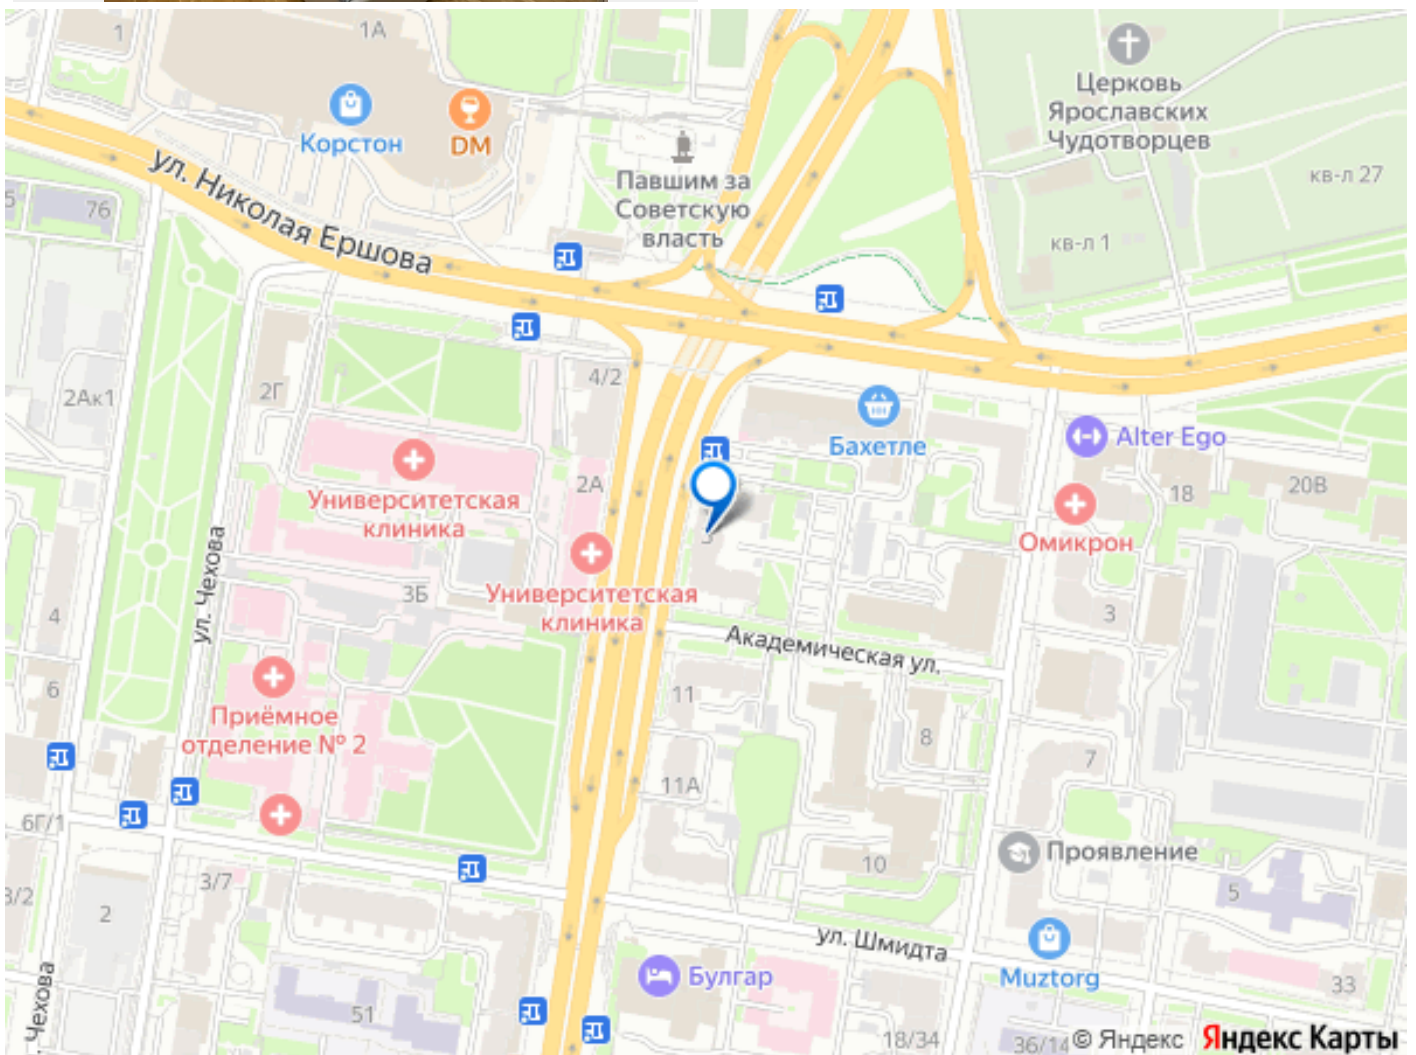 1
1А
Корстон
DM
Церковь
Ярославских
Чудотворцев
Павшим за
Советскую
власть
кв-л 27
кв-л 1
5
76
ул. Николая Ершова
2Ак1
2Г
4/2
Бахетле
Alter Ego
2А
18
20В
Университетская
клиника
Омикрон
Университетская
клиника
ул. Чехова
3Б
4
3
Академическая ул.
6
11
8
Приёмное
отделение № 2
7
11А
6Г/1
10
Проявление
3/7
3/2
2
5
ул. Шмидта
Булгар
Muztorg
33
51
. Чехова
18/34
36/14
© Яндекс Яндекс Карты